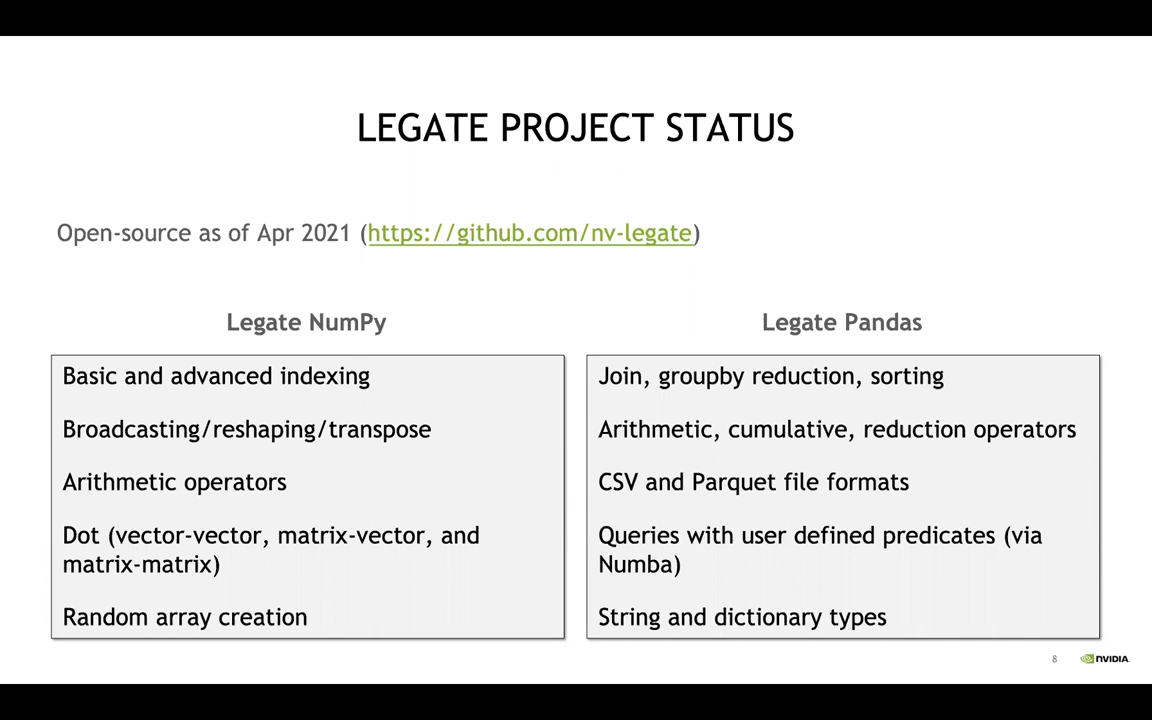 LEGATE PROJECT STATUS
Open-source as of Apr 2021 (https://github.com/nv-legate)
Legate NumPy
Basic and advanced indexing
Broadcasting/reshaping/transpose
Arithmetic operators
Dot (vector-vector, matrix-vector, and
matrix-matrix)
Random array creation
Legate Pandas
Join, groupby reduction, sorting
Arithmetic, cumulative, reduction operators
CSV and Parquet file formats
Queries with user defined predicates (via
Numba)
String and dictionary types
8
NVIDIA.